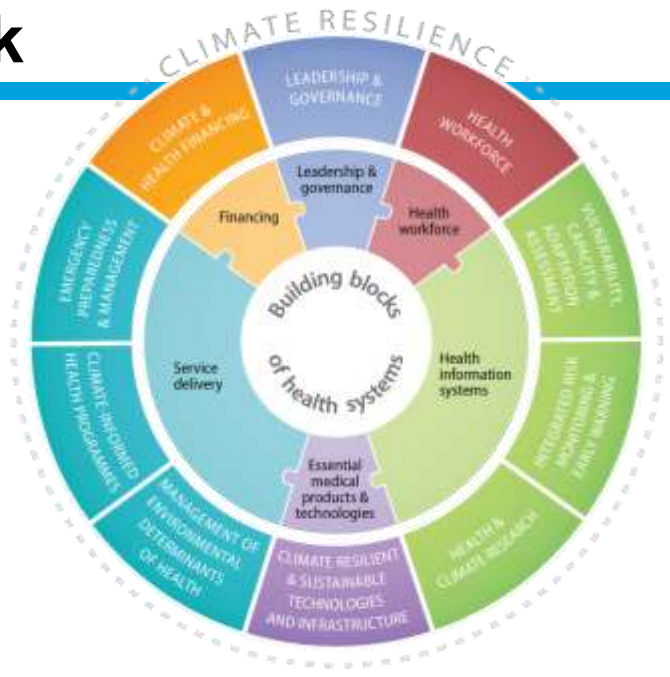 k
CLIMATE RESILIENCE
LEADERSHIP &
GOVERNANCE
HEALTH
WORKFORCE
VULNERABILITY,
CAPACITY &
ADAPTATION
ASSESSMENT
INTEGRATED RISK
MONITORING &
EARLY WARNING
HEALTH &
CLIMATE RESEARCH
CLIMATE RESILIENT
& SUSTAINABLE
TECHNOLOGIES
AND INFRASTRUCTURE
MANAGEMENT OF
ENVIRONMENTAL
DETERMINANTS
OF HEALTH
CLIMATE-INFORMED
HEALTH PROGRAMMES
EMERGENCY
PREPAREDNESS
& MANAGEMENT
CLIMATE &
HEALTH FINANCING
Leadership &
governance
Health
workforce
Health
information
systems
Essential
medical
products &
technologies
Service
delivery
Financing
Building blocks
of health systems